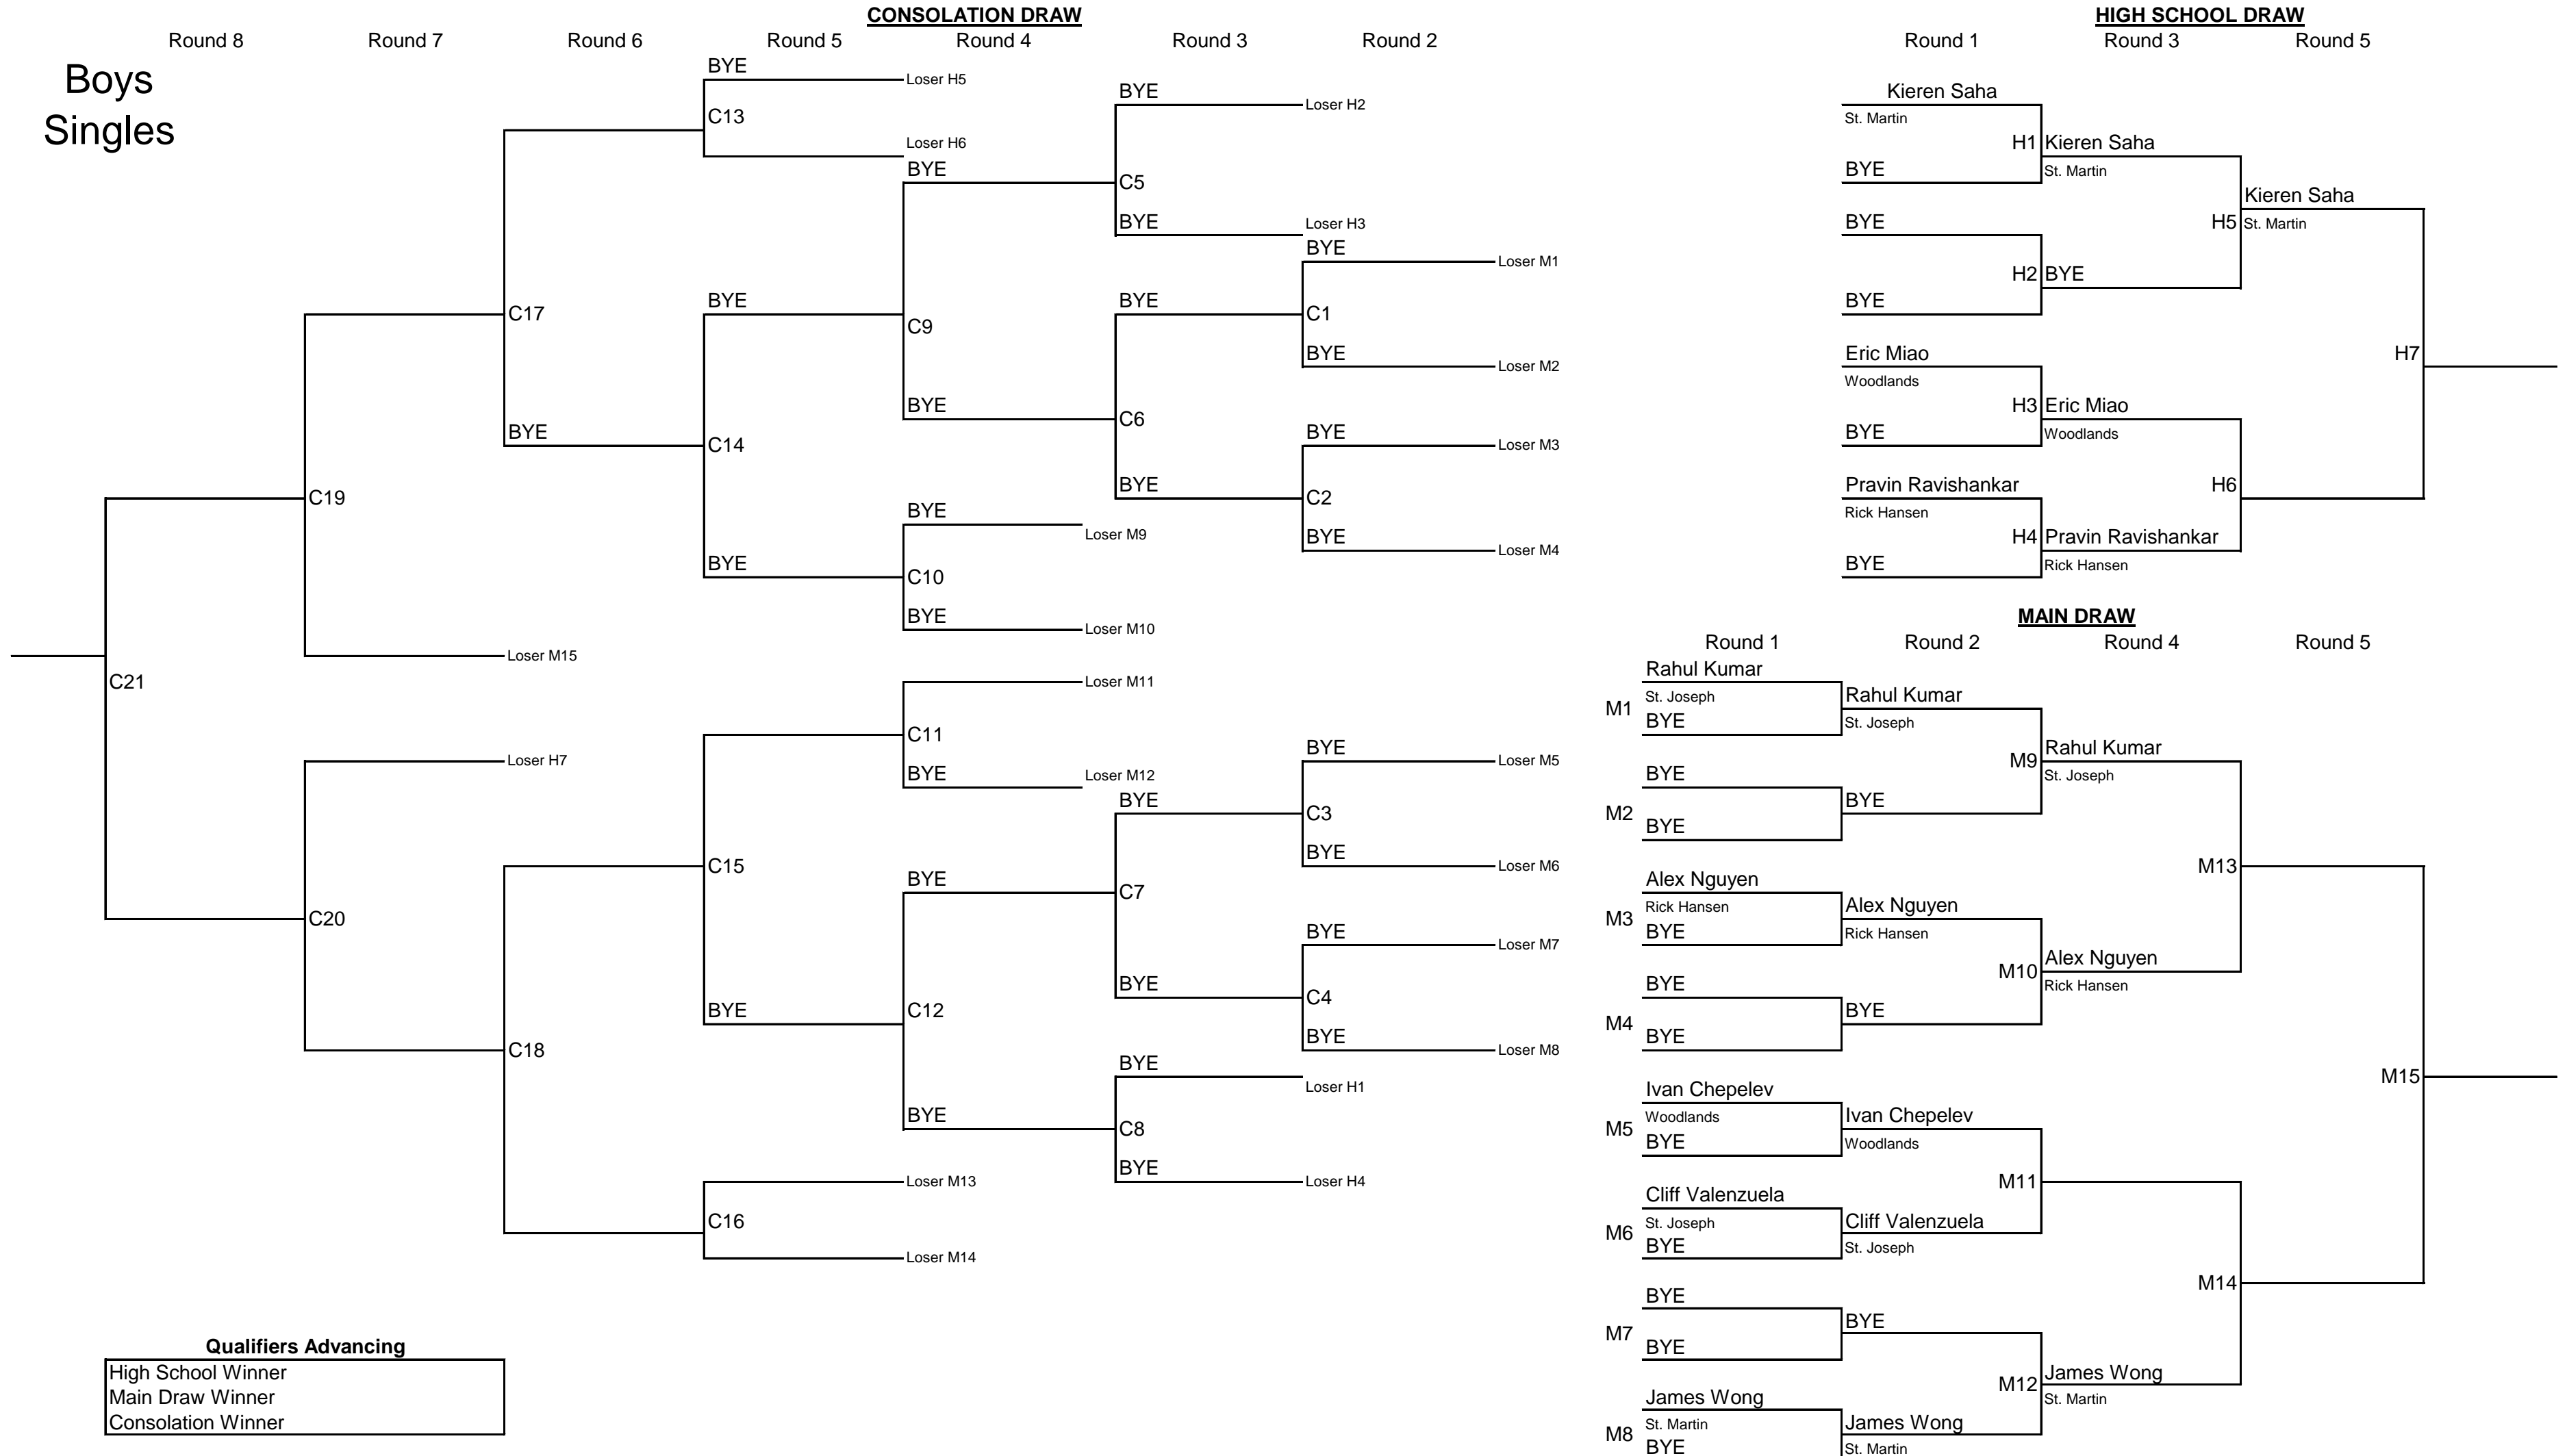 CONSOLATION DRAW
HIGH SCHOOL DRAW
Round 8 Round 7 Round 6 Round 5 Round 4 Round 3 Round 2
Round 1 Round 3 Round 5
Boys
Singles
BYE
Loser H5
C13
Loser H6
BYE
Loser H2
BYE
C5
BYE
Loser H3
BYE
Loser M1
C17
BYE
C9
BYE
C1
BYE
Loser M2
BYE
C14
BYE
C6
BYE
Loser M3
C19
BYE
C2
BYE
Loser M9
BYE
Loser M4
BYE
C10
BYE
Loser M10
Loser M15
C21
Loser M11
C11
BYE
Loser M12
Loser H7
BYE
Loser M5
BYE
C3
BYE
Loser M6
C15
BYE
C7
C20
BYE
Loser M7
BYE
C4
BYE
C12
BYE
Loser M8
C18
BYE
Loser H1
BYE
C8
BYE
Loser H4
Loser M13
C16
Loser M14
Qualifiers Advancing
High School Winner
Main Draw Winner
Consolation Winner
Kieren Saha
St. Martin
H1 Kieren Saha
BYE
St. Martin
Kieren Saha
BYE
H5 St. Martin
H2 BYE
BYE
Eric Miao
H7
Woodlands
H3 Eric Miao
BYE
Woodlands
Pravin Ravishankar
H6
Rick Hansen
H4 Pravin Ravishankar
BYE
Rick Hansen
MAIN DRAW
Round 1 Round 2 Round 4 Round 5
Rahul Kumar
M1 St. Joseph
Rahul Kumar
BYE
St. Joseph
Rahul Kumar
M9
St. Joseph
BYE
M2
BYE
BYE
M13
Alex Nguyen
M3 Rick Hansen
Alex Nguyen
BYE
Rick Hansen
Alex Nguyen
M10
Rick Hansen
BYE
M4
BYE
BYE
M15
Ivan Chepelev
M5 Woodlands
Ivan Chepelev
BYE
Woodlands
M11
Cliff Valenzuela
M6 St. Joseph
Cliff Valenzuela
BYE
St. Joseph
M14
BYE
M7
BYE
BYE
James Wong
M12
St. Martin
James Wong
M8 St. Martin
James Wong
BYE
St. Martin